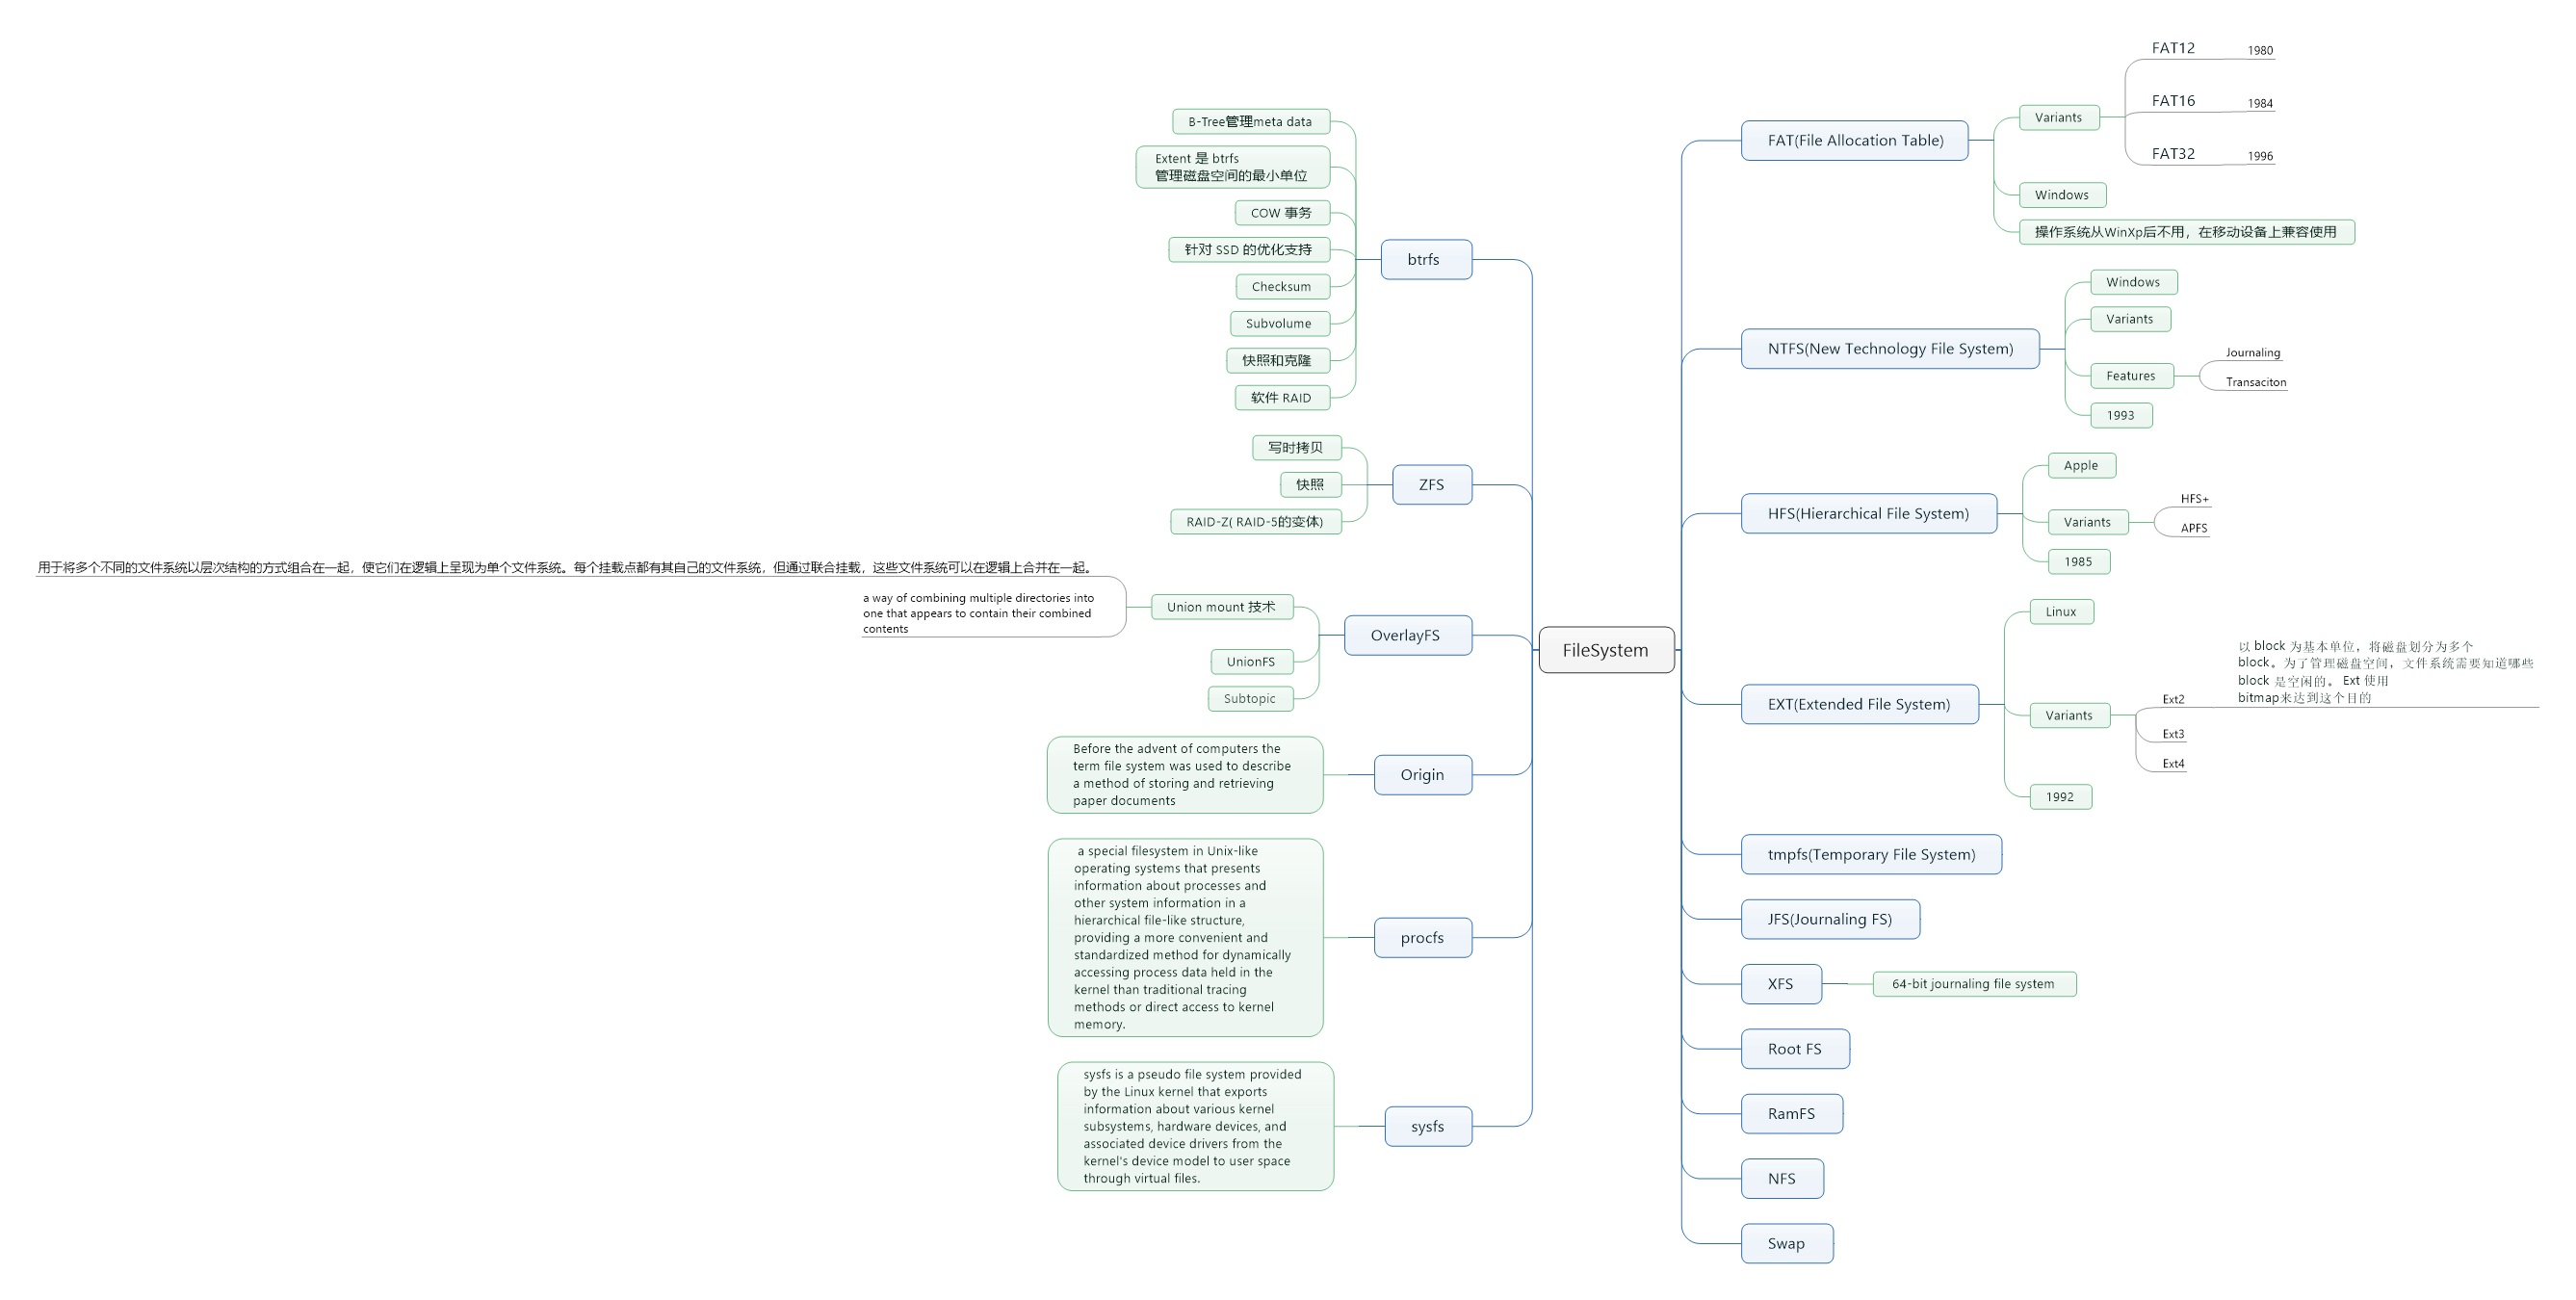 FileSystem
FAT(File Allocation Table)
Variants
FAT12
1980
FAT16
1984
FAT32
1996
Windows
操作系统从WinXp后不用，在移动设备上兼容使用
NTFS(New Technology File System)
Windows
Variants
Features
Journaling
Transaciton
1993
HFS(Hierarchical File System)
Apple
Variants
HFS+
APFS
1985
EXT(Extended File System)
Linux
Variants
Ext2
以 block 为基本单位，将磁盘划分为多个
block。为了管理磁盘空间，文件系统需要知道哪些
block 是空闲的。 Ext 使用
bitmap来达到这个目的
Ext3
Ext4
1992
tmpfs(Temporary File System)
JFS(Journaling FS)
XFS
64-bit journaling file system
Root FS
RamFS
NFS
Swap
btrfs
B-Tree管理meta data
Extent 是 btrfs
管理磁盘空间的最小单位
COW 事务
针对 SSD 的优化支持
Checksum
Subvolume
快照和克隆
软件 RAID
ZFS
写时拷贝
快照
RAID-Z( RAID-5的变体)
OverlayFS
Union mount 技术
用于将多个不同的文件系统以层次结构的方式组合在一起，使它们在逻辑上呈现为单个文件系统。每个挂载点都有其自己的文件系统，但通过联合挂载，这些文件系统可以在逻辑上合并在一起。
a way of combining multiple directories into
one that appears to contain their combined
contents
UnionFS
Subtopic
Origin
Before the advent of computers the
term file system was used to describe
a method of storing and retrieving
paper documents
procfs
a special filesystem in Unix-like
operating systems that presents
information about processes and
other system information in a
hierarchical file-like structure,
providing a more convenient and
standardized method for dynamically
accessing process data held in the
kernel than traditional tracing
methods or direct access to kernel
memory.
sysfs
sysfs is a pseudo file system provided
by the Linux kernel that exports
information about various kernel
subsystems, hardware devices, and
associated device drivers from the
kernel's device model to user space
through virtual files.